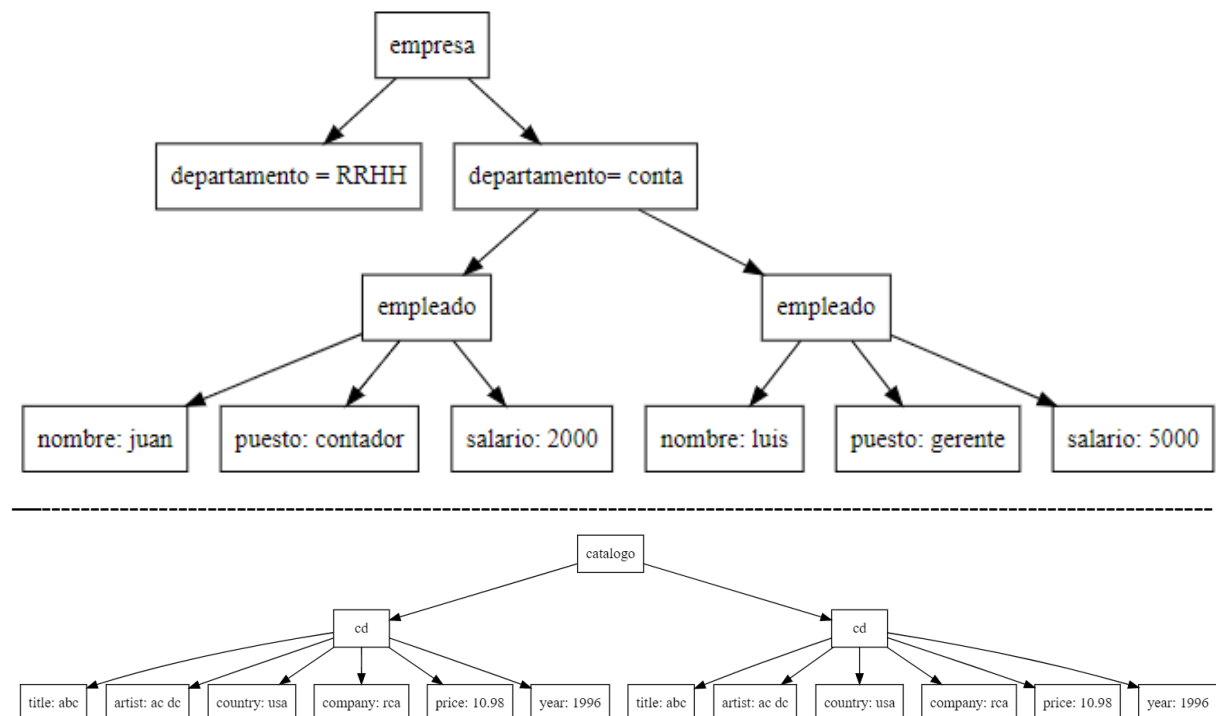 empresa
departamento = RRHH
departamento= conta
empleado
empleado
nombre: juan
puesto: contador
salario: 2000
nombre: luis
puesto: gerente
salario: 5000
catalogo
cd
cd
title: abc
artist: ac dc
country: usa
company: rca
price: 10.98
year: 1996
title: abc
artist: ac dc
country: usa
company: rca
price: 10.98
year: 1996